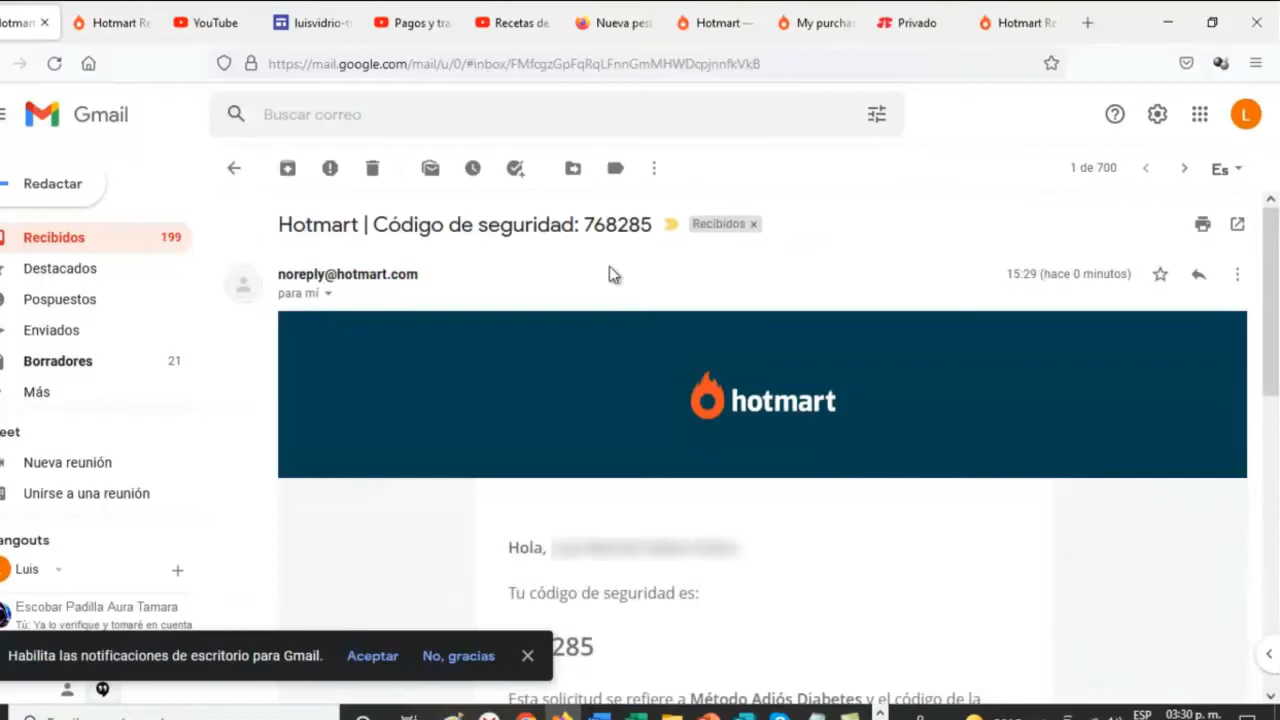 Hotmart
Hotmart Re
YouTube
luisvidrio-t
Pagos y tra
Recetas de
Nueva pes
Hotmart —
My purcha
Privado
Hotmart Re
https://mail.google.com/mail/u/0/#inbox/FMfcgzGpFqRqLFnnGmMHWDcpjnnfkVkB
Gmail
Buscar correo
L
Redactar
1 de 700
Es
Recibidos 199
Hotmart | Código de seguridad: 768285
Recibidos x
Destacados
noreply@hotmart.com
15:29 (hace 0 minutos)
para mí
Pospuestos
Enviados
Borradores 21
Más
hotmart
eet
Nueva reunión
Unirse a una reunión
angouts
Luis
Escobar Padilla Aura Tamara
Tú: Ya lo verifique y tomaré en cuenta
Hola,
Tu código de seguridad es:
285
Habilita las notificaciones de escritorio para Gmail. Aceptar No, gracias
Esta solicitud se refiere a Método Adiós Diabetes y el código de la
ESP
03:30 p. m.